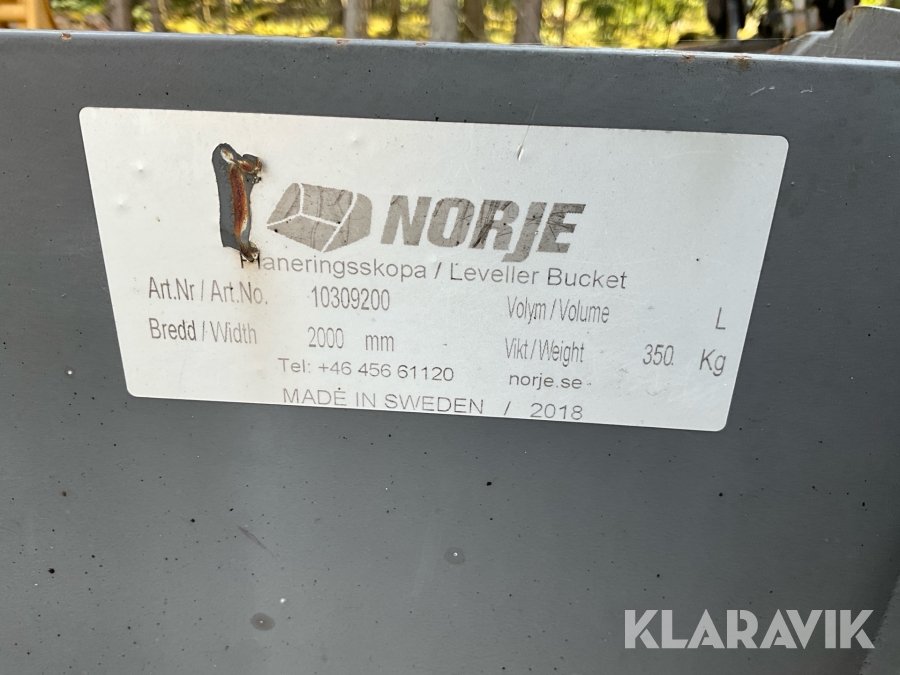 NORJE
Planeringsskopa / Leveller Bucket
Art.Nr / Art.No. 10309200 Volym / Volume L
Bredd / Width 2000 mm Vikt / Weight 350 Kg
Tel: +46 456 61120 norje.se
MADE IN SWEDEN / 2018
KLARAVIK